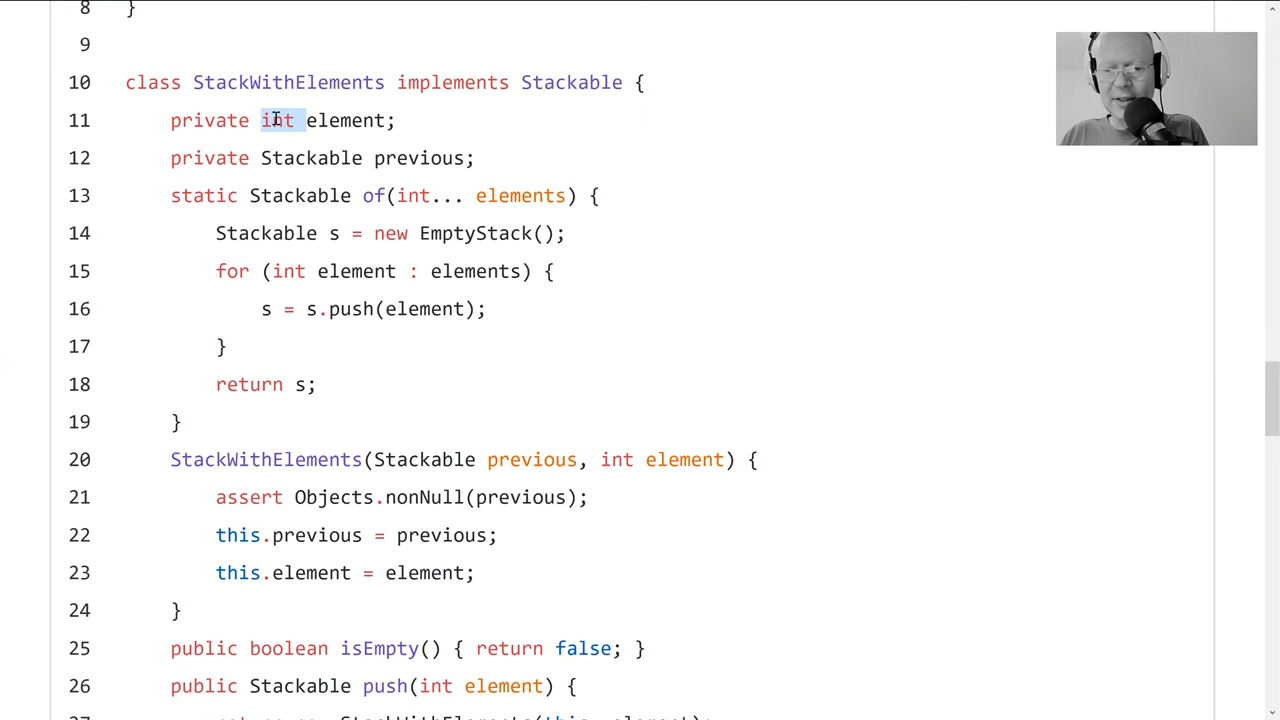 8 }
9
10 class StackWithElements implements Stackable {
11 private int element;
12 private Stackable previous;
13 static Stackable of(int... elements) {
14 Stackable s = new EmptyStack();
15 for (int element : elements) {
16 s = s.push(element);
17 }
18 return s;
19 }
20 StackWithElements(Stackable previous, int element) {
21 assert Objects.nonNull(previous);
22 this.previous = previous;
23 this.element = element;
24 }
25 public boolean isEmpty() { return false; }
26 public Stackable push(int element) {